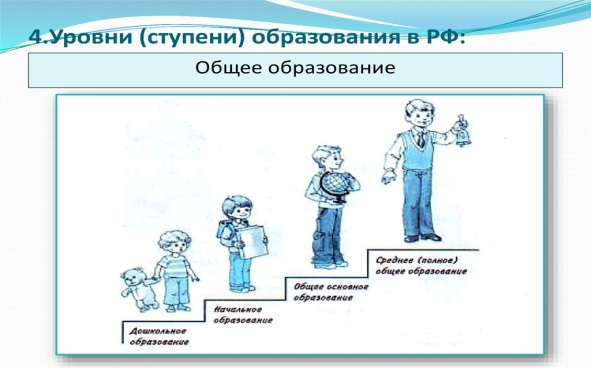 4.Уровни (ступени) образования в РФ:
Общее образование
Среднее (полное)
общее образование
Общее основное
образование
Начальное
образование
Дошкольное
образование